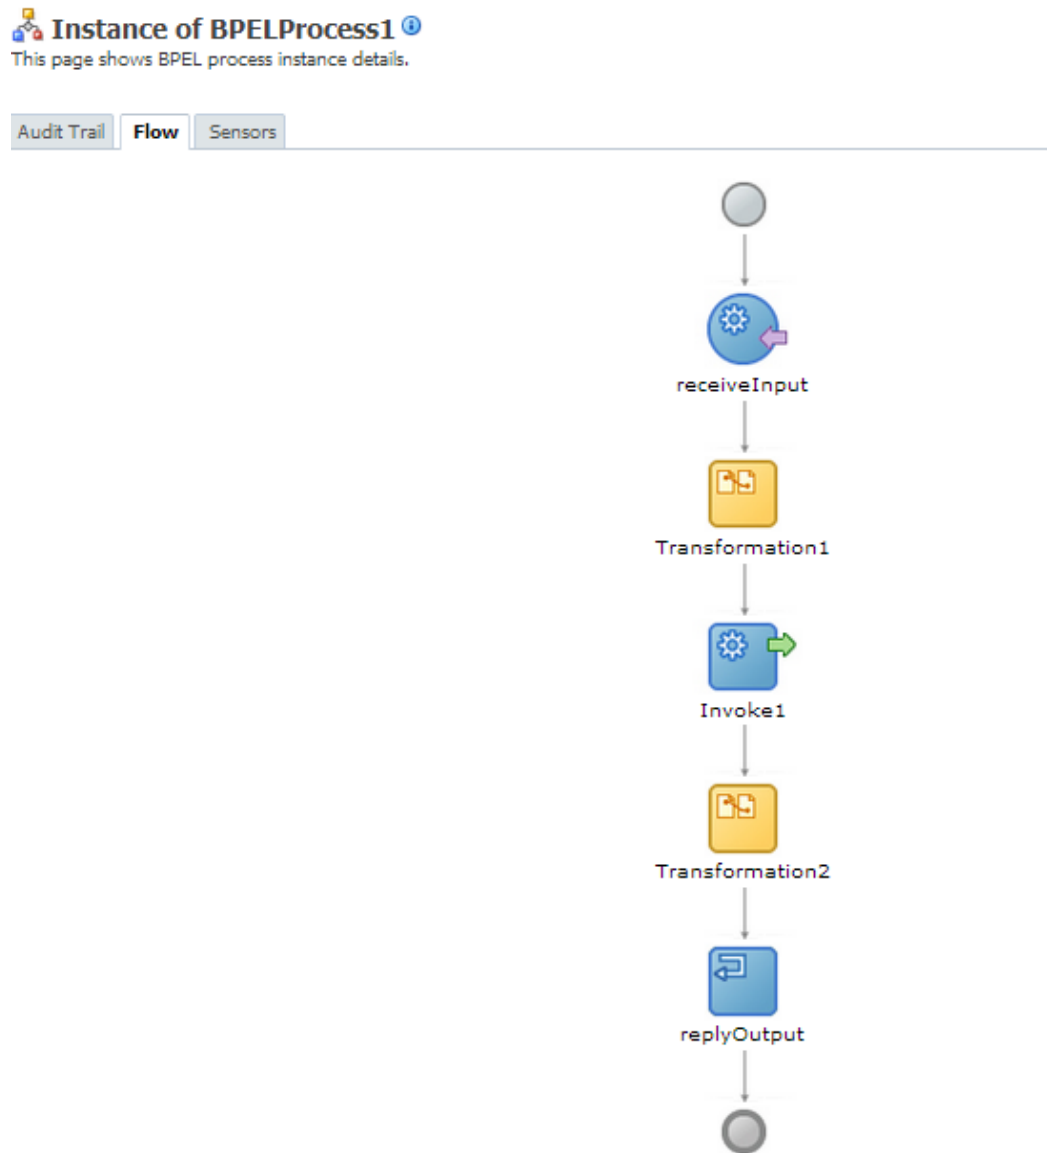 Instance of BPELProcess1
This page shows BPEL process instance details.
Audit Trail Flow Sensors
receiveInput
Transformation1
Invoke1
Transformation2
replyOutput